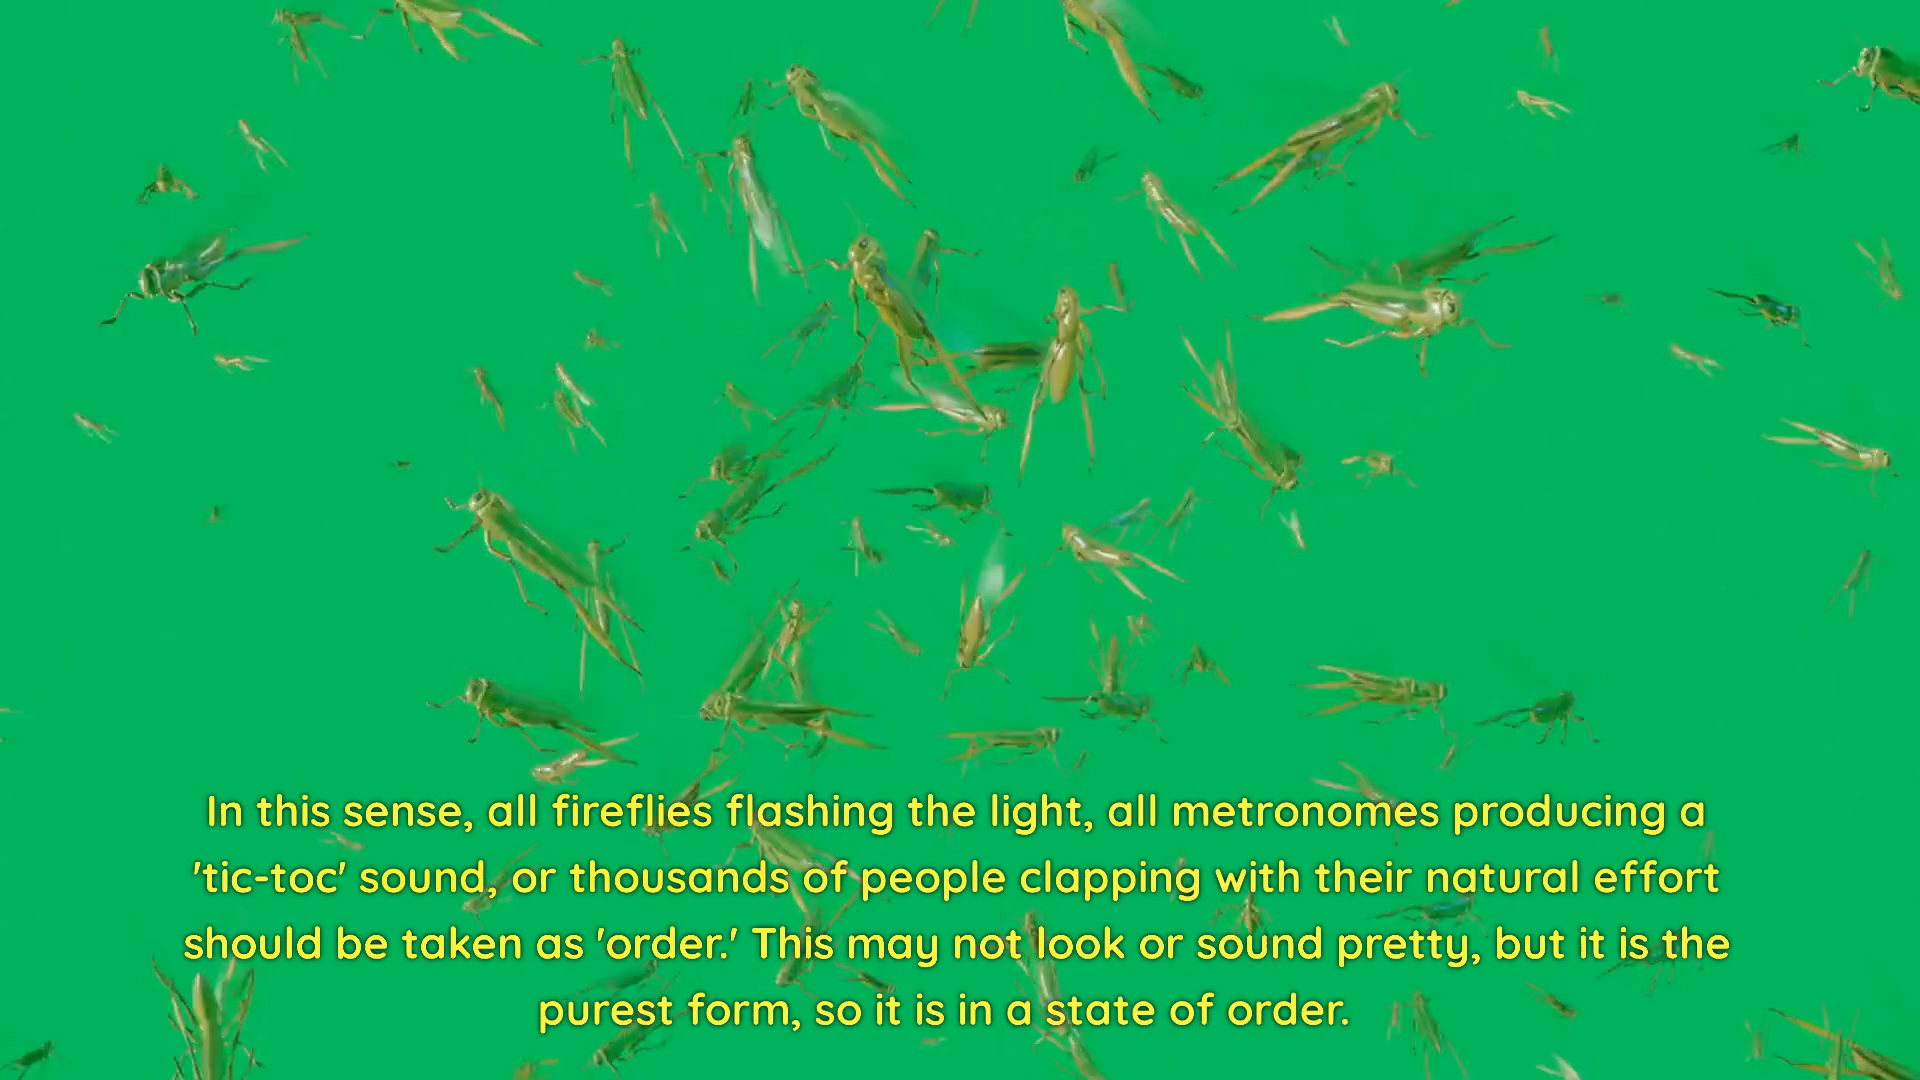 In this sense, all fireflies flashing the light, all metronomes producing a
'tic-toc' sound, or thousands of people clapping with their natural effort
should be taken as 'order.' This may not look or sound pretty, but it is the
purest form, so it is in a state of order.